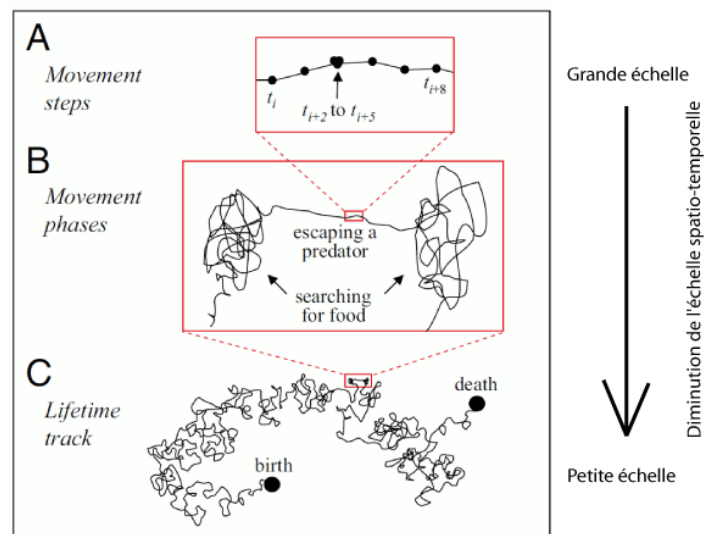 A
Movement
steps
t_i
t_{i+2} to t_{i+5}
t_{i+8}
Grande échelle
B
Movement
phases
escaping a
predator
searching
for food
C
Lifetime
track
birth
death
Diminution de l'échelle spatio-temporelle
Petite échelle